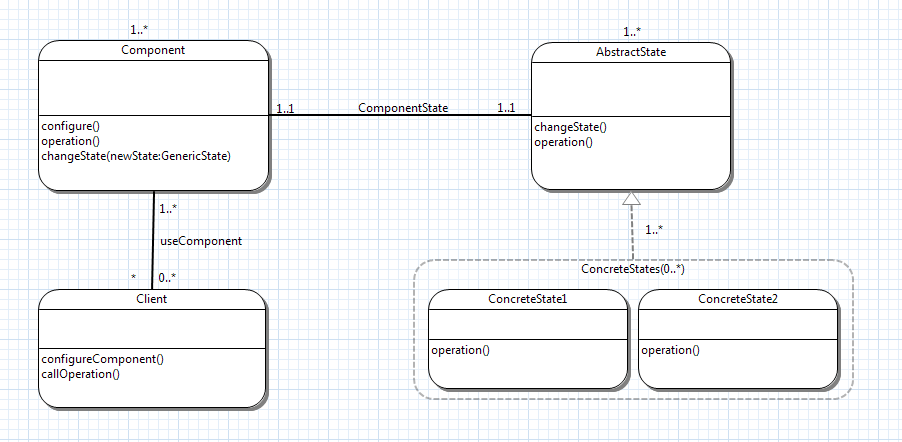 1..*
Component
configure()
operation()
changeState(newState:GenericState)
1..1
ComponentState
1..1
1..*
AbstractState
changeState()
operation()
1..*
useComponent
*
0..*
Client
configureComponent()
callOperation()
1..*
ConcreteStates(0..*)
ConcreteState1
operation()
ConcreteState2
operation()